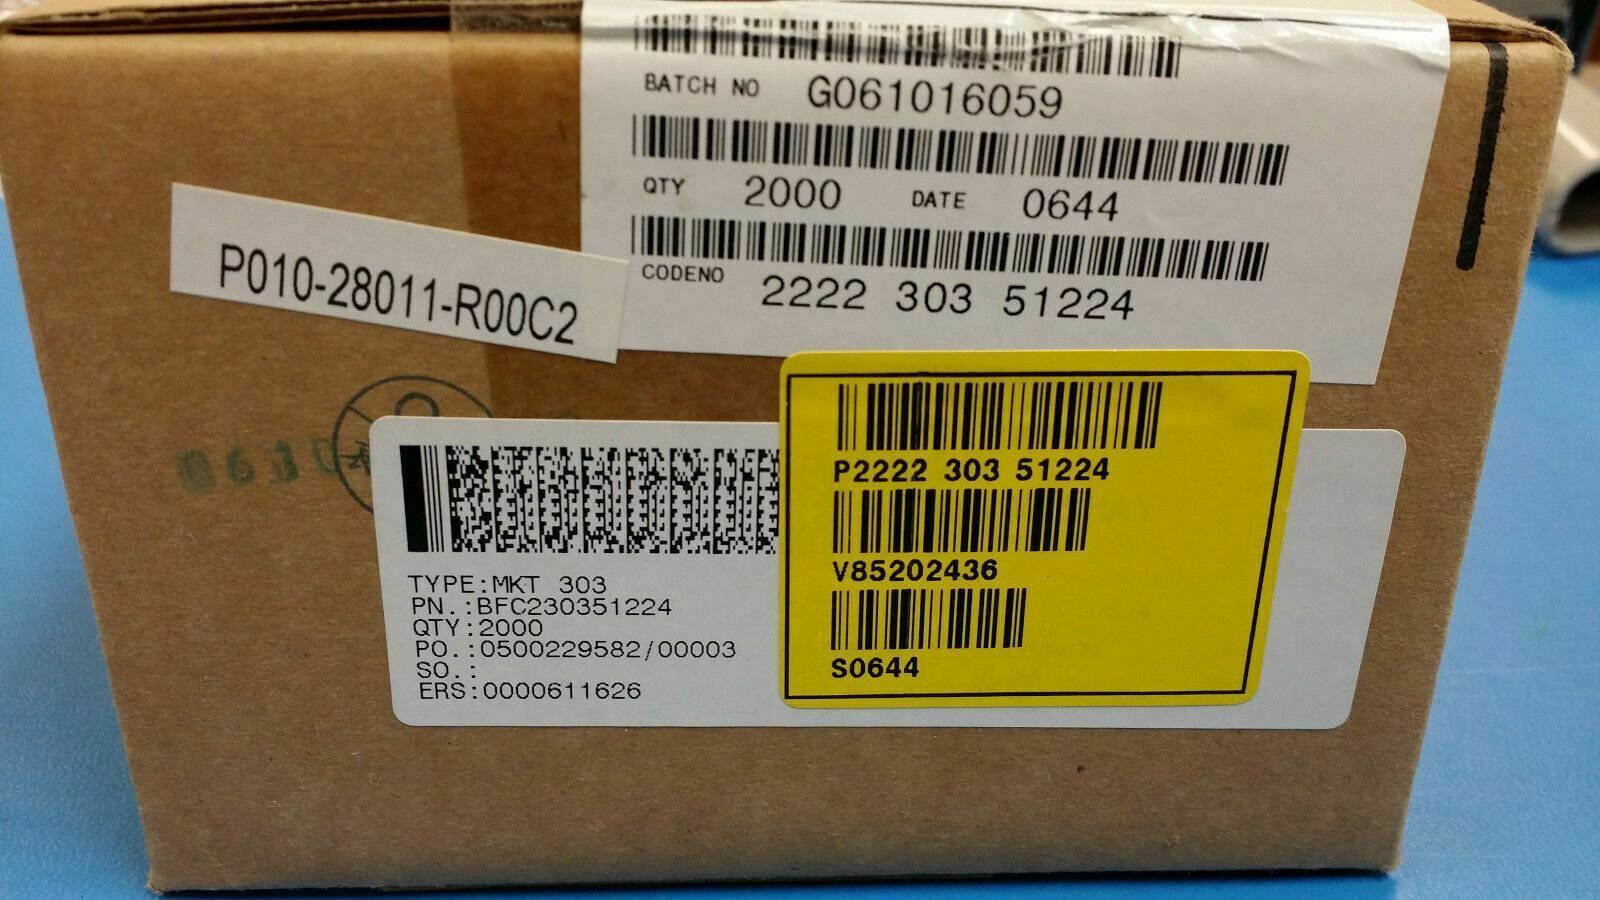 BATCH NO G061016059
QTY 2000 DATE 0644
CODENO 2222 303 51224
P010-28011-R00C2
P2222 303 51224
V85202436
S0644
TYPE:MKT 303
PN.:BFC230351224
QTY:2000
PO.:0500229582/00003
SO.:
ERS:0000611626